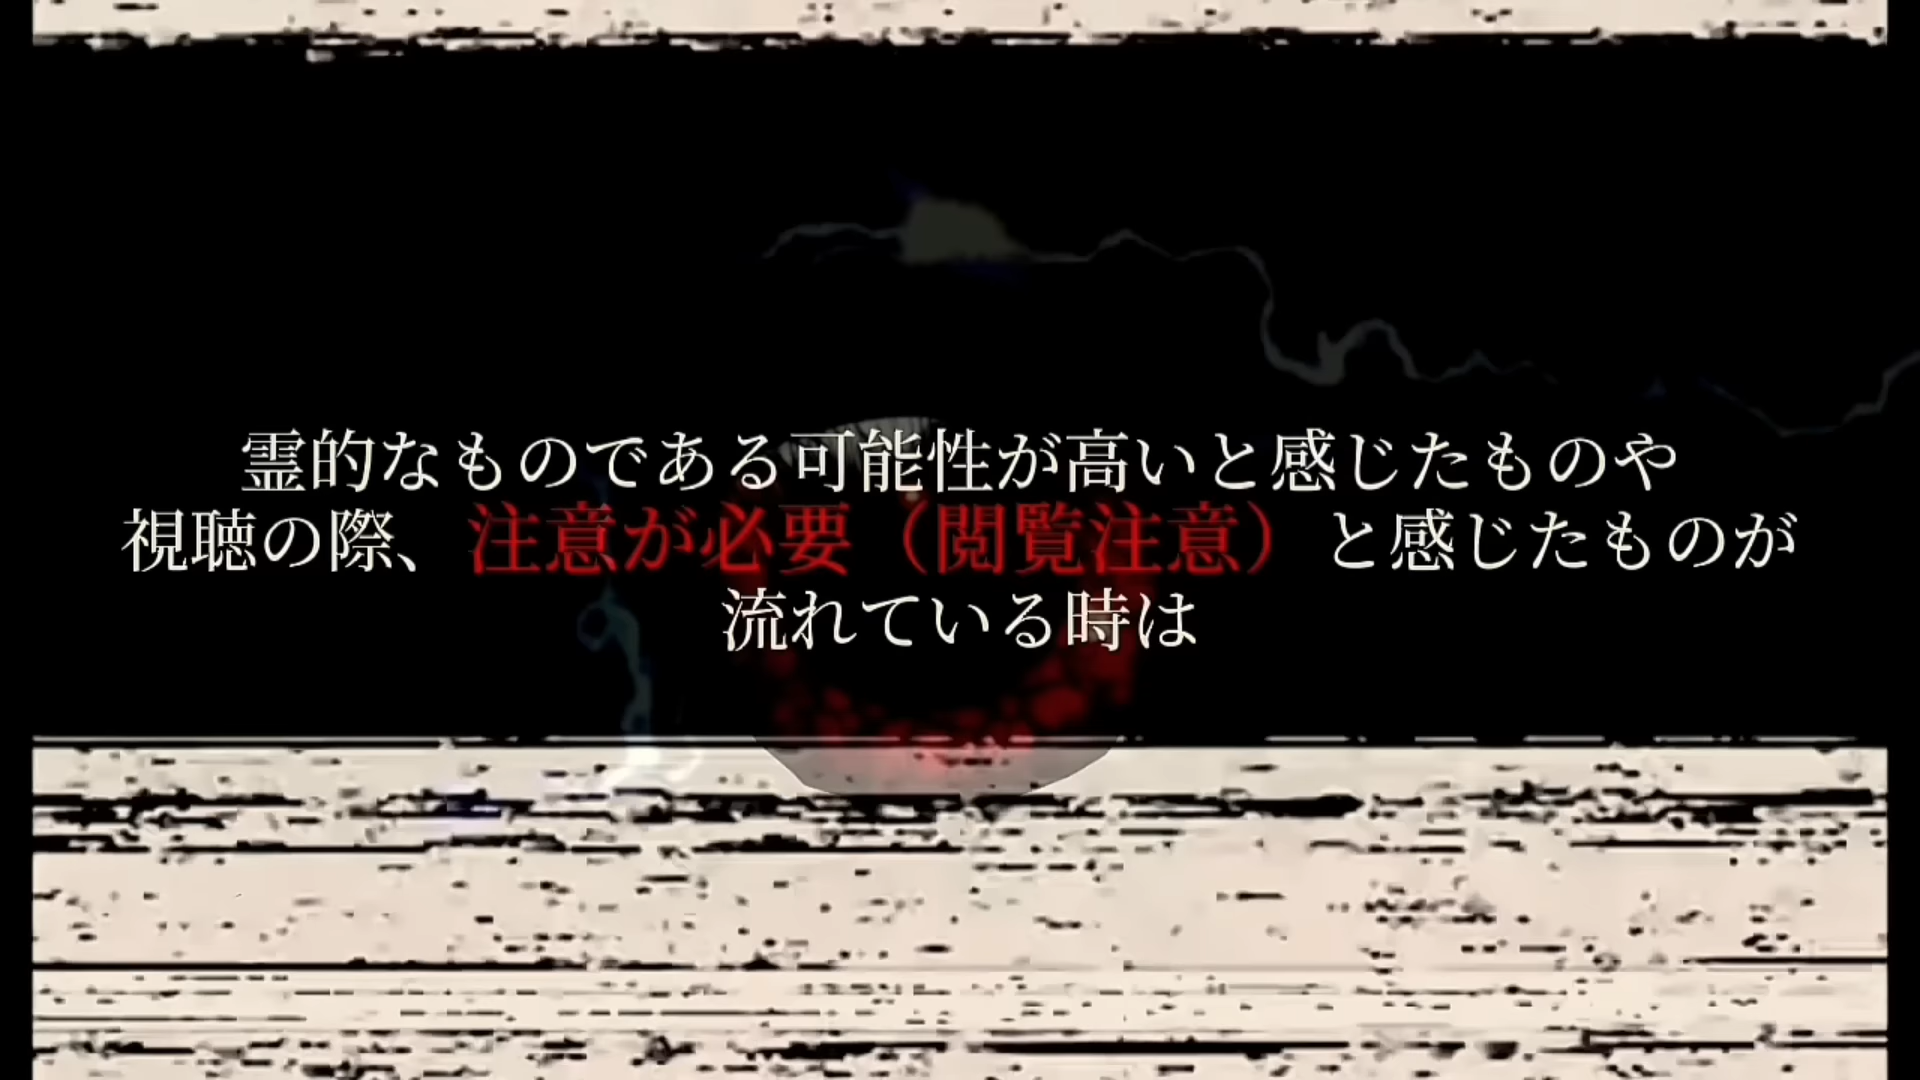 霊的なものである可能性が高いと感じたものや
視聴の際、注意が必要（閲覧注意）と感じたものが
流れている時は